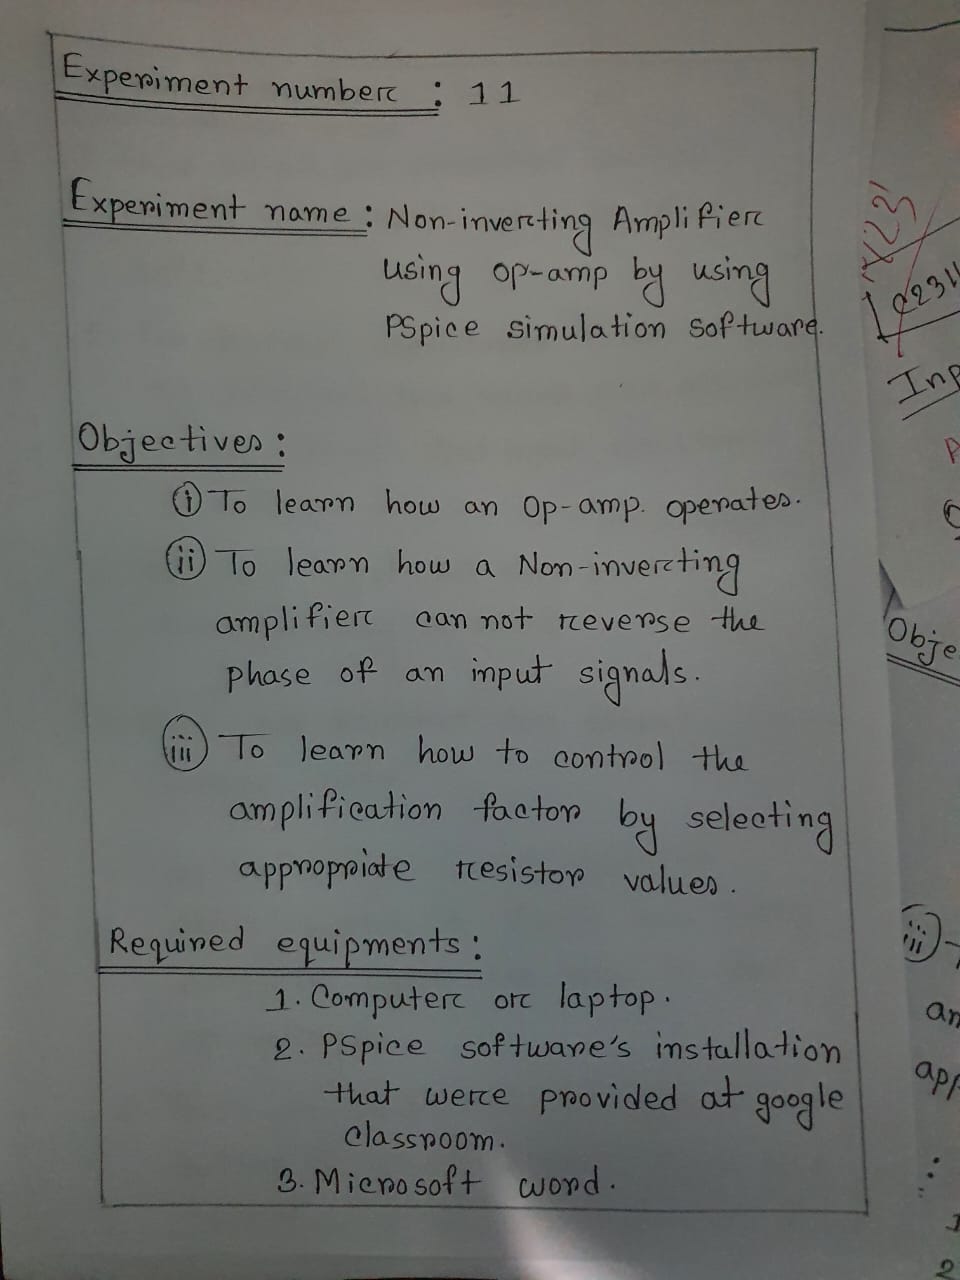 Experiment number : 11
Experiment name : Non-inverting Amplifier
using op-amp by using
PSpice simulation software.
Objectives :
(i) To learn how an Op-amp. operates.
(ii) To learn how a Non-inverting
amplifier can not reverse the
phase of an input signals.
(iii) To learn how to control the
amplification factor by selecting
appropriate resistor values.
Required equipments :
1. Computer or laptop.
2. PSpice software's installation
that were provided at google
classroom.
3. Microsoft word.
Inp
Obje
(iii)
an
app
1
2